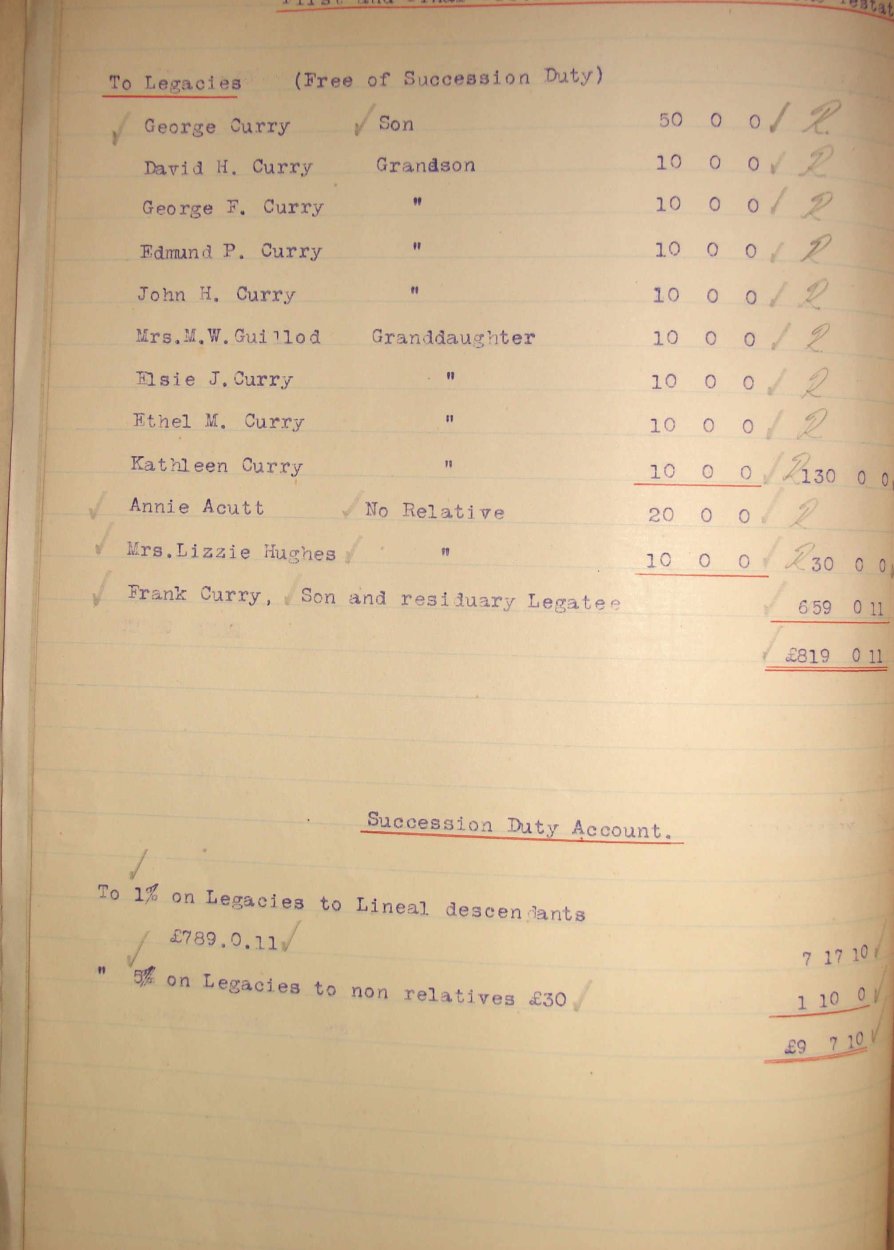 First and Final
To Legacies (Free of Succession Duty)
George Curry Son 50 0 0 R
David H. Curry Grandson 10 0 0 R
George F. Curry " 10 0 0 R
Edmund P. Curry " 10 0 0 R
John H. Curry " 10 0 0 R
Mrs.M.W.Guillod Granddaughter 10 0 0 R
Elsie J.Curry " 10 0 0 R
Ethel M. Curry " 10 0 0 R
Kathleen Curry " 10 0 0 R 130 0 0
Annie Acutt No Relative 20 0 0 R
Mrs.Lizzie Hughes " 10 0 0 R 30 0 0
Frank Curry, Son and residuary Legatee 659 0 11
£819 0 11
Succession Duty Account.
To 1% on Legacies to Lineal descendants
£789.0.11 7 17 10
" 5% on Legacies to non relatives £30 1 10 0
£9 7 10